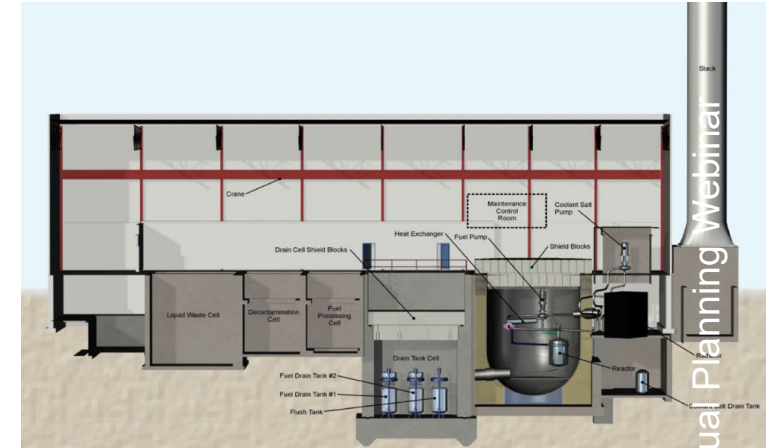 Stack
Crane
Maintenance
Control
Room
Coolant Salt
Pump
Heat Exchanger
Fuel Pump
Shield Blocks
Drain Cell Shield Blocks
Liquid Waste Cell
Decontamination
Cell
Fuel
Processing
Cell
Drain Tank Cell
Radiator
Reactor
Fuel Drain Tank #2
Fuel Drain Tank #1
Flush Tank
Coolant Salt Drain Tank
Planning Webinar